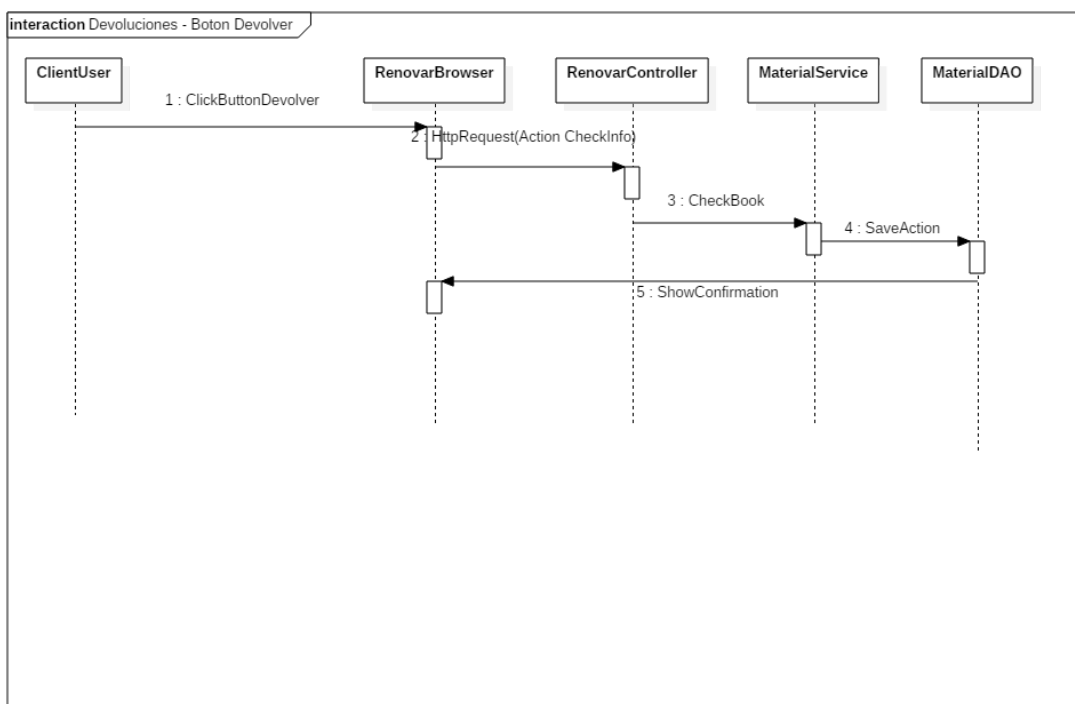 interaction Devoluciones - Boton Devolver
ClientUser
RenovarBrowser
RenovarController
MaterialService
MaterialDAO
1 : ClickButtonDevolver
2 : HttpRequest(Action CheckInfo)
3 : CheckBook
4 : SaveAction
5 : ShowConfirmation